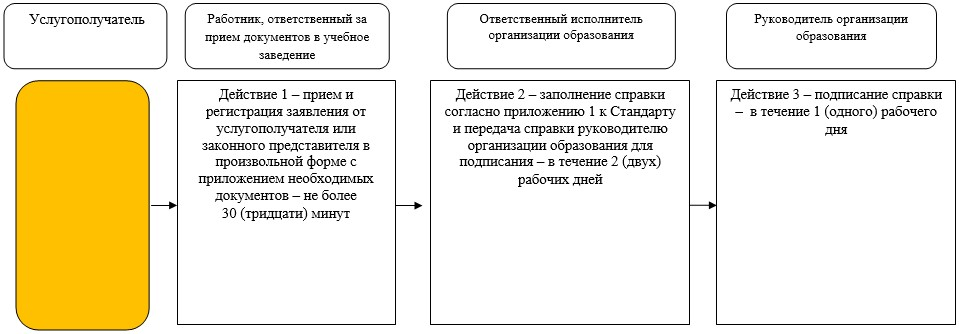 Услугополучатель
Работник, ответственный за
прием документов в учебное
заведение
Ответственный исполнитель
организации образования
Руководитель организации
образования
Действие 1 – прием и
регистрация заявления от
услугополучателя или
законного представителя в
произвольной форме с
приложением необходимых
документов – не более
30 (тридцати) минут
Действие 2 – заполнение справки
согласно приложению 1 к Стандарту
и передача справки руководителю
организации образования для
подписания – в течение 2 (двух)
рабочих дней
Действие 3 – подписание справки
– в течение 1 (одного) рабочего
дня